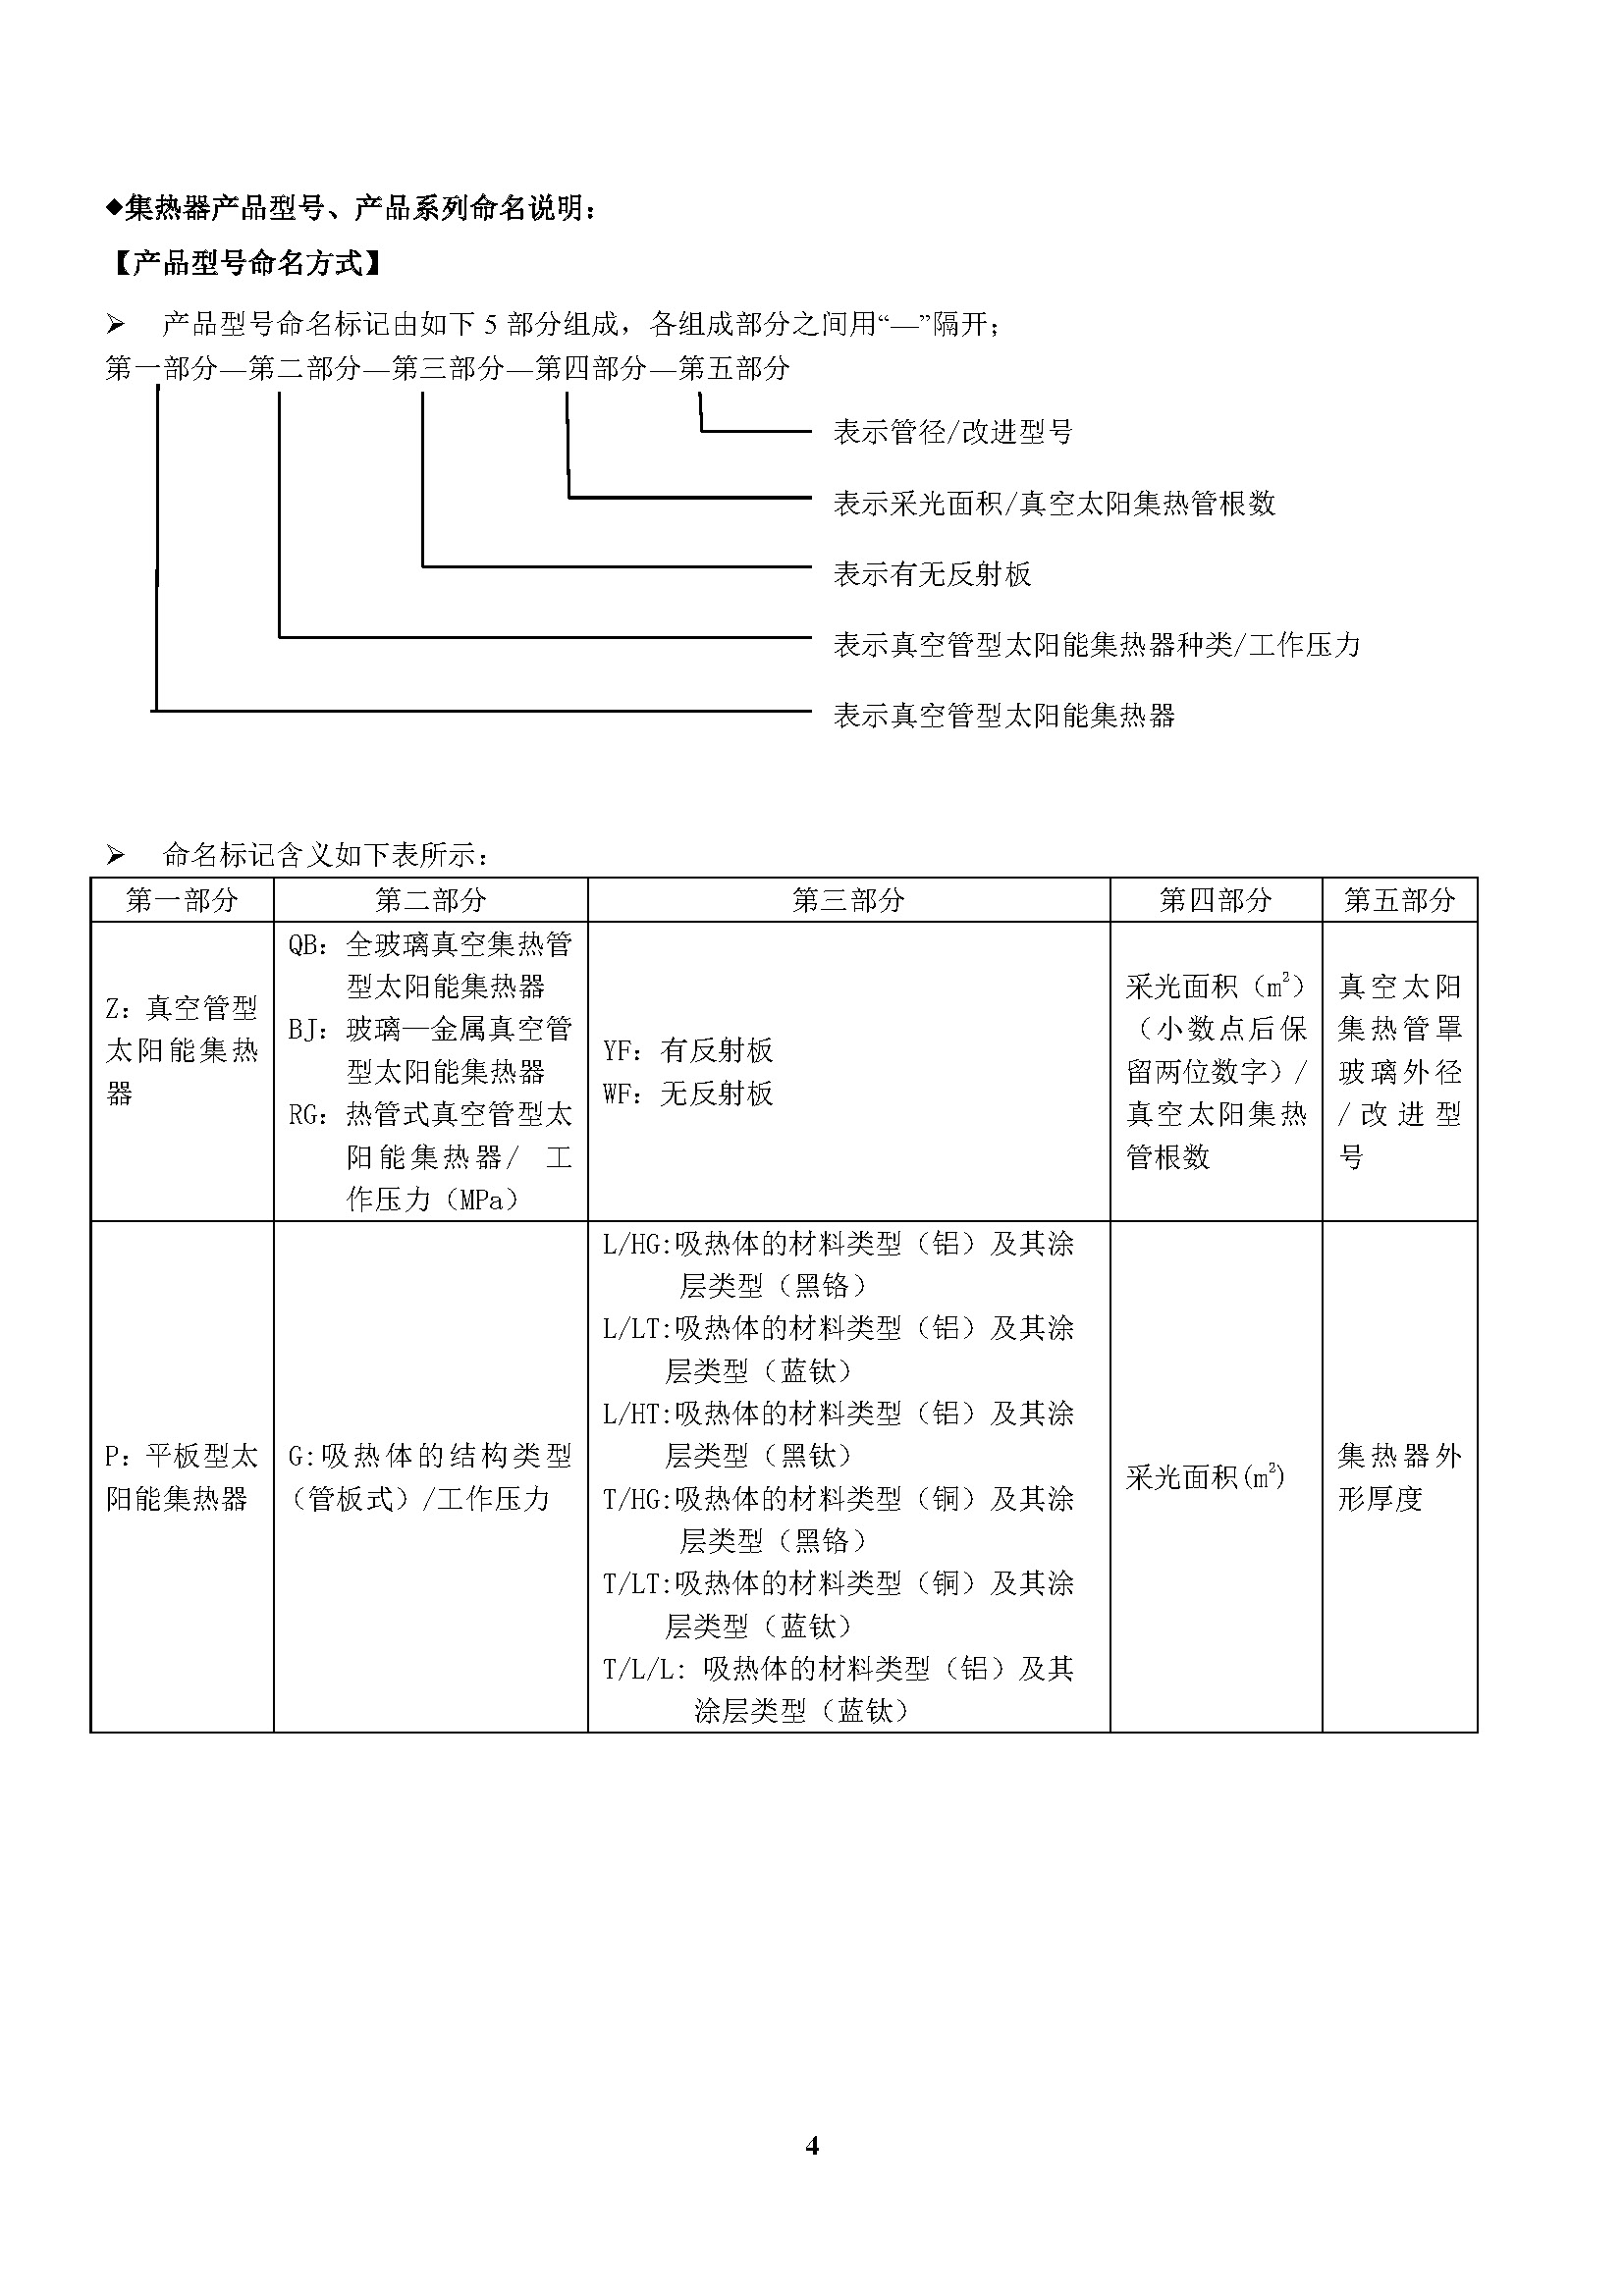 ◆集热器产品型号、产品系列命名说明：
【产品型号命名方式】
➢ 产品型号命名标记由如下 5 部分组成，各组成部分之间用“—”隔开；
第一部分—第二部分—第三部分—第四部分—第五部分
表示管径/改进型号
表示采光面积/真空太阳集热管根数
表示有无反射板
表示真空管型太阳能集热器种类/工作压力
表示真空管型太阳能集热器
➢ 命名标记含义如下表所示：
第一部分 第二部分 第三部分 第四部分 第五部分
Z：真空管型
太阳能集热
器
QB：全玻璃真空集热管
型太阳能集热器
BJ：玻璃—金属真空管
型太阳能集热器
RG：热管式真空管型太
阳能集热器/ 工
作压力（MPa）
YF：有反射板
WF：无反射板
采光面积（m²）
（小数点后保
留两位数字）/
真空太阳集热
管根数
真空太阳
集热管罩
玻璃外径
/改进型
号
P：平板型太
阳能集热器
G:吸热体的结构类型
（管板式）/工作压力
L/HG:吸热体的材料类型（铝）及其涂
层类型（黑铬）
L/LT:吸热体的材料类型（铝）及其涂
层类型（蓝钛）
L/HT:吸热体的材料类型（铝）及其涂
层类型（黑钛）
T/HG:吸热体的材料类型（铜）及其涂
层类型（黑铬）
T/LT:吸热体的材料类型（铜）及其涂
层类型（蓝钛）
T/L/L: 吸热体的材料类型（铝）及其
涂层类型（蓝钛）
采光面积(m²)
集热器外
形厚度
4